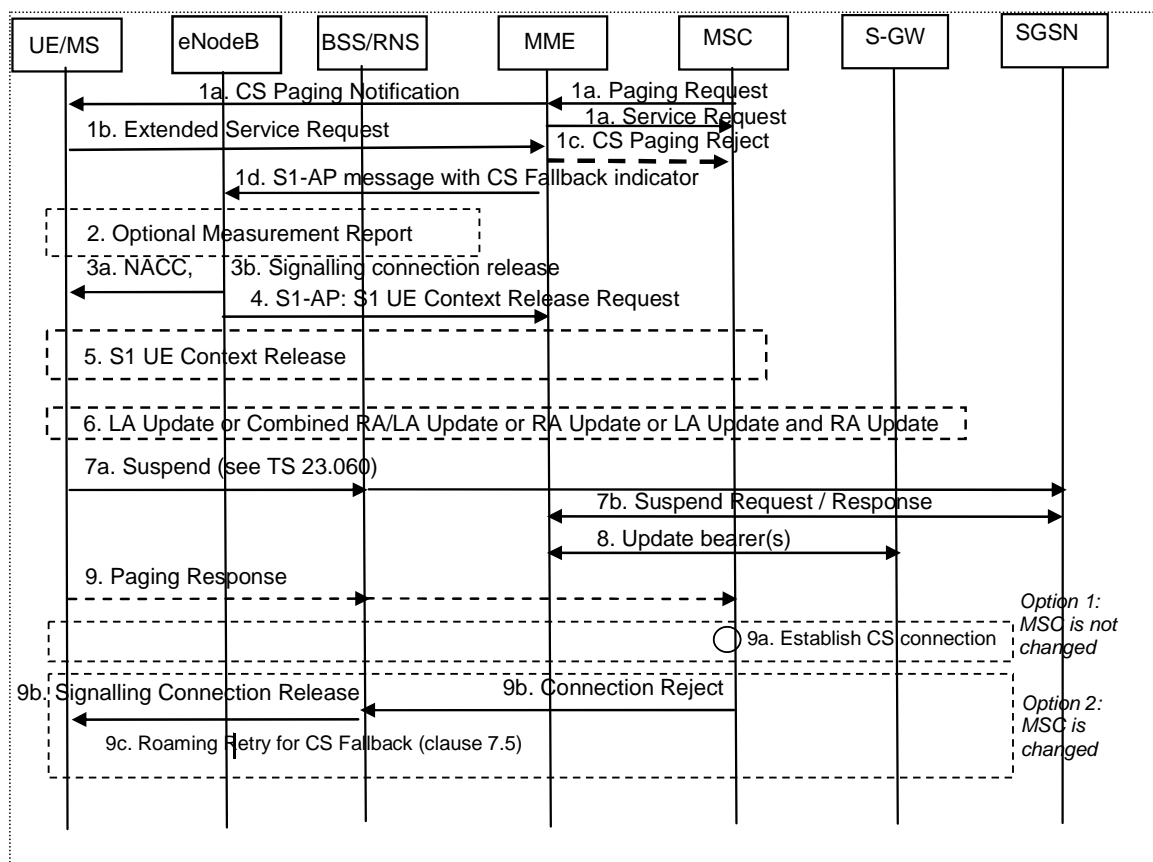 UE/MS
eNodeB
BSS/RNS
MME
MSC
S-GW
SGSN
1a. CS Paging Notification
1a. Paging Request
1a. Service Request
1b. Extended Service Request
1c. CS Paging Reject
1d. S1-AP message with CS Fallback indicator
2. Optional Measurement Report
3a. NACC,
3b. Signalling connection release
4. S1-AP: S1 UE Context Release Request
5. S1 UE Context Release
6. LA Update or Combined RA/LA Update or RA Update or LA Update and RA Update
7a. Suspend (see TS 23.060)
7b. Suspend Request / Response
8. Update bearer(s)
9. Paging Response
Option 1:
MSC is not
changed
9a. Establish CS connection
9b. Signalling Connection Release
9b. Connection Reject
Option 2:
MSC is
changed
9c. Roaming Retry for CS Fallback (clause 7.5)